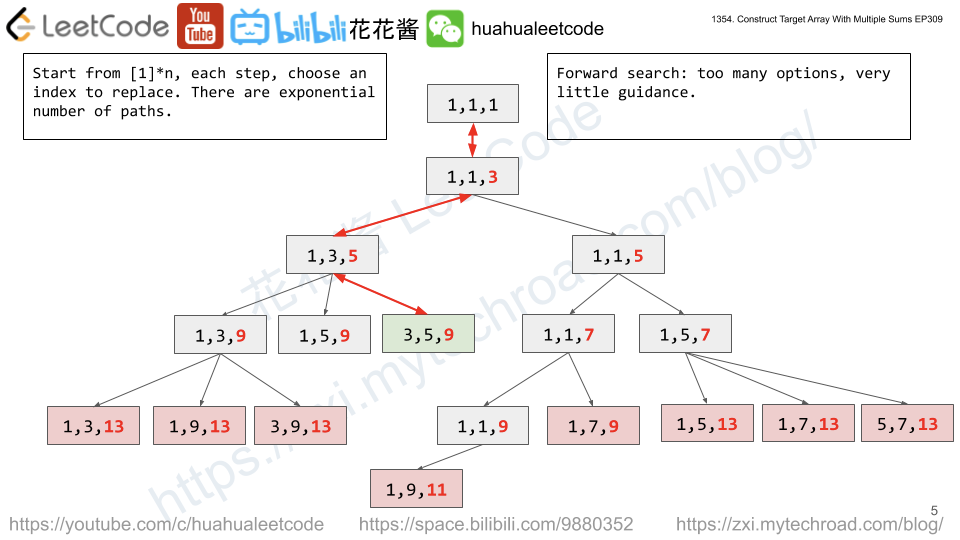 LeetCode
You
Tube
bilibili
花花酱
huahualeetcode
1354. Construct Target Array With Multiple Sums EP309
Start from [1]*n, each step, choose an
index to replace. There are exponential
number of paths.
Forward search: too many options, very
little guidance.
1,1,1
1,1,3
1,3,5
1,1,5
1,3,9
1,5,9
3,5,9
1,1,7
1,5,7
1,3,13
1,9,13
3,9,13
1,1,9
1,7,9
1,5,13
1,7,13
5,7,13
1,9,11
花花酱 LeetCode
https://zxi.mytechroad.com/blog/
5
https://youtube.com/c/huahualeetcode
https://space.bilibili.com/9880352
https://zxi.mytechroad.com/blog/